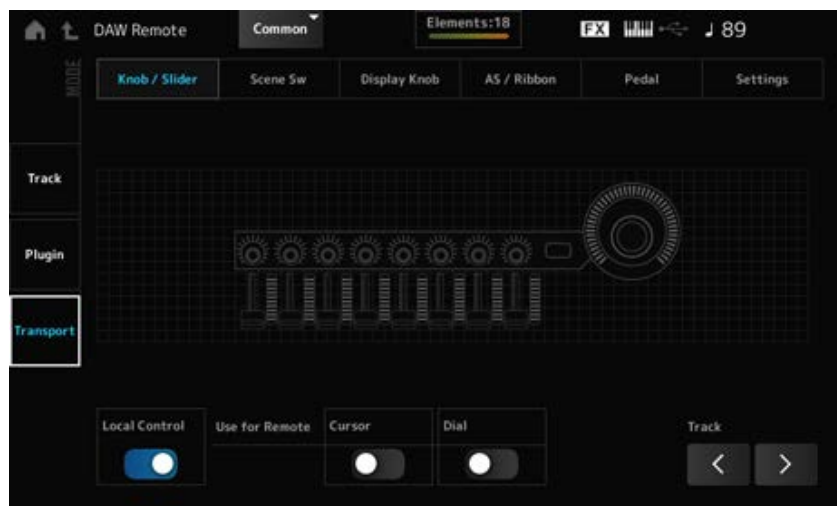 DAW Remote Common Elements:18 FX ♩ 89
MODE
Knob / Slider Scene Sw Display Knob AS / Ribbon Pedal Settings
Track
Plugin
Transport
Local Control Use for Remote Cursor Dial Track
< >